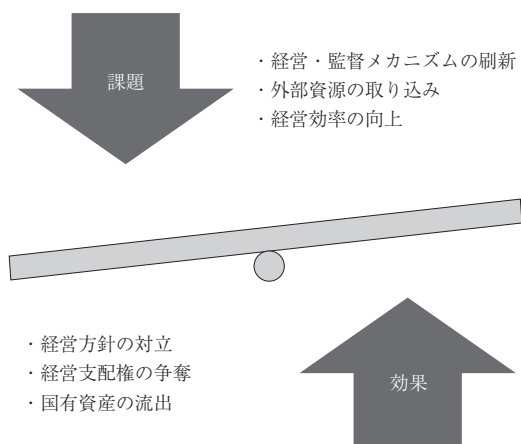 課題
・経営・監督メカニズムの刷新
・外部資源の取り込み
・経営効率の向上
・経営方針の対立
・経営支配権の争奪
・国有資産の流出
効果